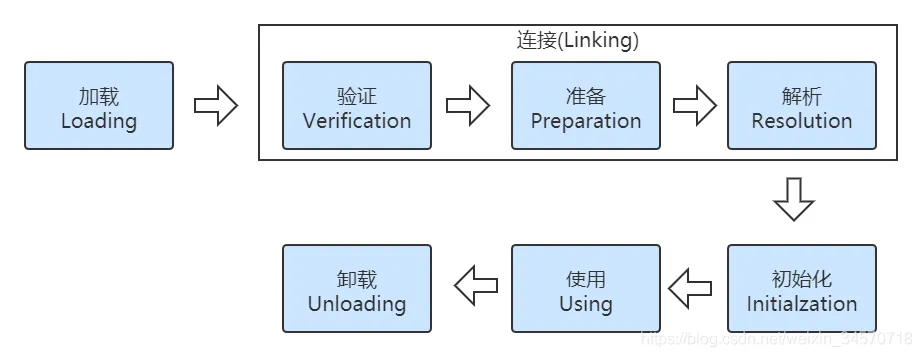 连接(Linking)
加载
Loading
验证
Verification
准备
Preparation
解析
Resolution
卸载
Unloading
使用
Using
初始化
Initialzation
https://blog.csdn.net/weixin_34570718